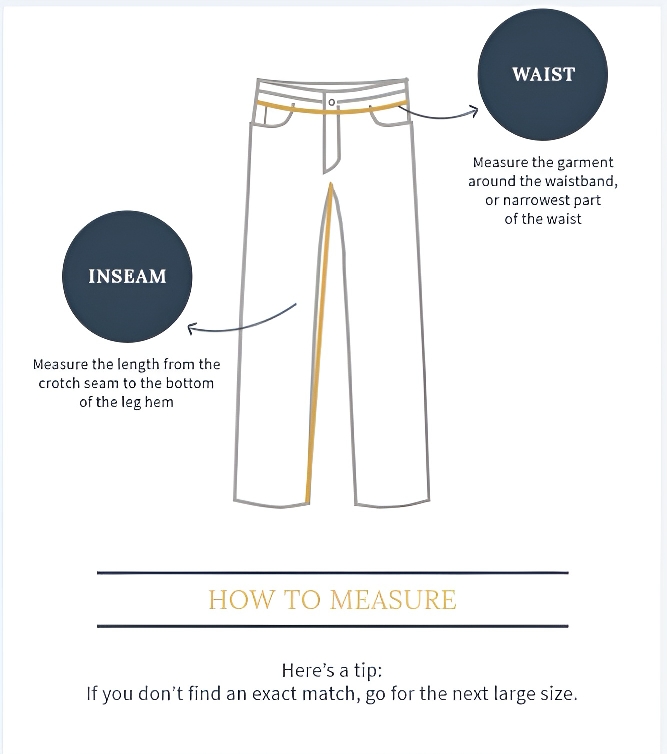 WAIST
Measure the garment
around the waistband,
or narrowest part
of the waist
INSEAM
Measure the length from the
crotch seam to the bottom
of the leg hem
HOW TO MEASURE
Here's a tip:
If you don't find an exact match, go for the next large size.